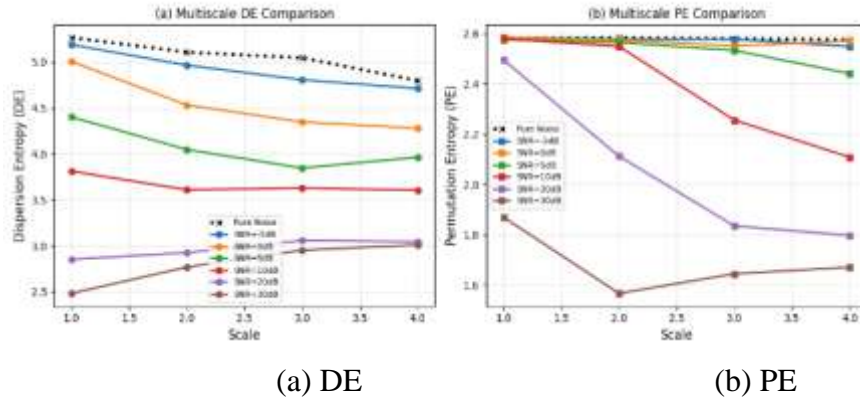 (a) Multiscale DE Comparison
Dispersion Entropy (DE)
5.0
4.5
4.0
3.5
3.0
2.5
Pure Noise
SNR=0dB
SNR=5dB
SNR=10dB
SNR=20dB
SNR=30dB
1.0 1.5 2.0 2.5 3.0 3.5 4.0
Scale
(b) Multiscale PE Comparison
Permutation Entropy (PE)
2.6
2.4
2.2
2.0
1.8
1.6
Pure Noise
SNR=0dB
SNR=5dB
SNR=10dB
SNR=20dB
SNR=30dB
1.0 1.5 2.0 2.5 3.0 3.5 4.0
Scale
(a) DE
(b) PE